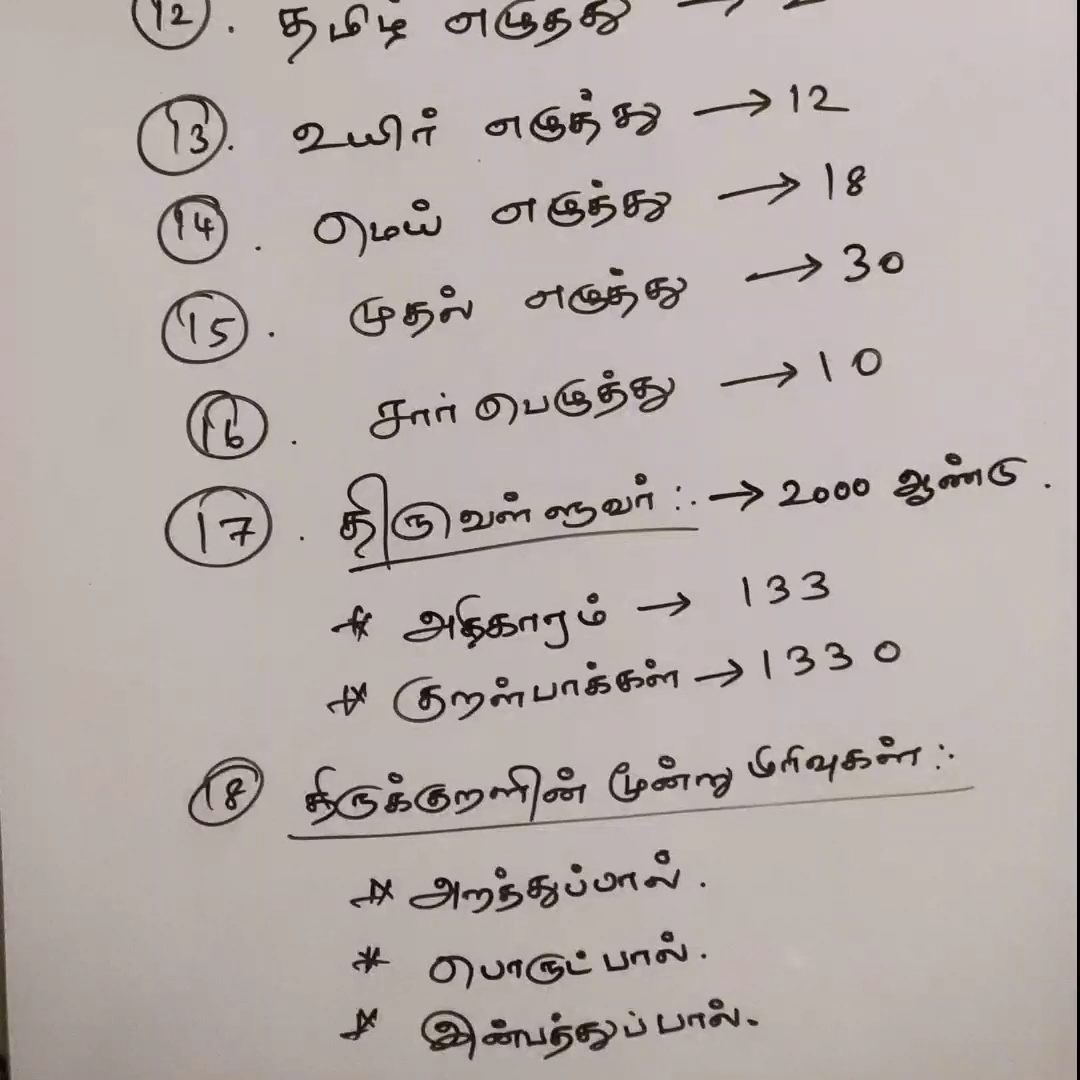 12. தமிழ் எழுத்து →
13. உயிர் எழுத்து → 12
14. மெய் எழுத்து → 18
15. முதல் எழுத்து → 30
16. சார் பெழுத்து → 10
17. திருவள்ளுவர் :. → 2000 ஆண்டு.
* அதிகாரம் → 133
* குறள்பாக்கள் → 1330
18 திருக்குறளின் மூன்று பிரிவுகள் :.
* அறத்துப்பால்.
* பொருட்பால்.
* இன்பத்துப்பால்.